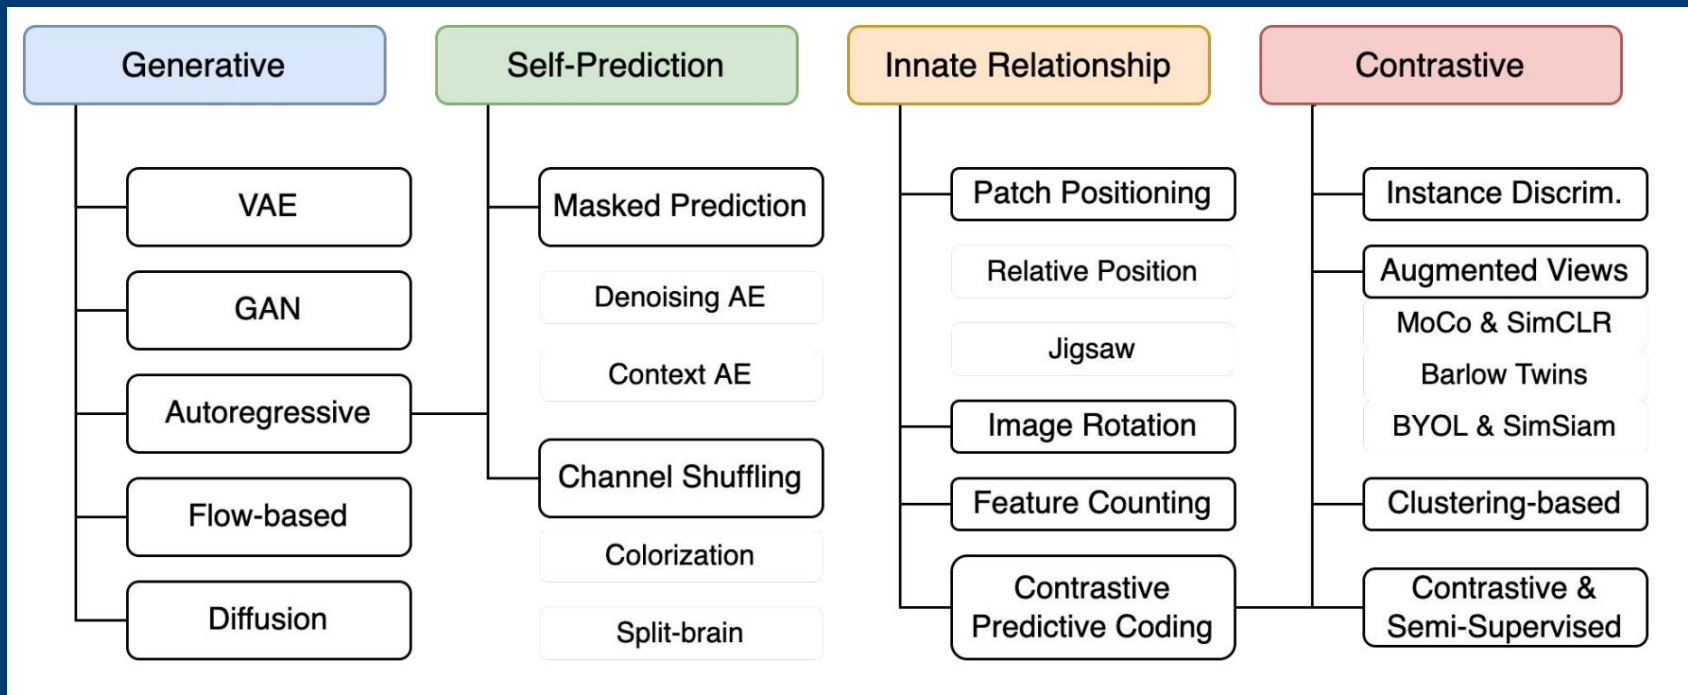 Generative
VAE
GAN
Autoregressive
Flow-based
Diffusion
Self-Prediction
Masked Prediction
Denoising AE
Context AE
Channel Shuffling
Colorization
Split-brain
Innate Relationship
Patch Positioning
Relative Position
Jigsaw
Image Rotation
Feature Counting
Contrastive
Predictive Coding
Contrastive
Instance Discrim.
Augmented Views
MoCo & SimCLR
Barlow Twins
BYOL & SimSiam
Clustering-based
Contrastive &
Semi-Supervised